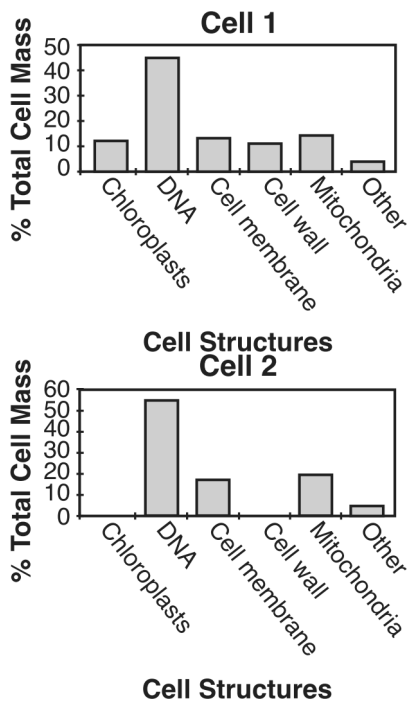 Cell 1
% Total Cell Mass
50
40
30
20
10
0
Chloroplasts
DNA
Cell membrane
Cell wall
Mitochondria
Other
Cell Structures
Cell 2
% Total Cell Mass
60
50
40
30
20
10
0
Chloroplasts
DNA
Cell membrane
Cell wall
Mitochondria
Other
Cell Structures